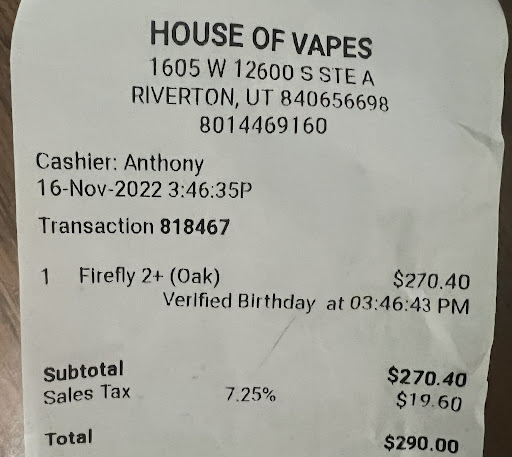 HOUSE OF VAPES
1605 W 12600 S STE A
RIVERTON, UT 840656698
8014469160
Cashier: Anthony
16-Nov-2022 3:46:35P
Transaction 818467
1 Firefly 2+ (Oak) $270.40
Verified Birthday at 03:46:43 PM
Subtotal $270.40
Sales Tax 7.25% $19.60
Total $290.00